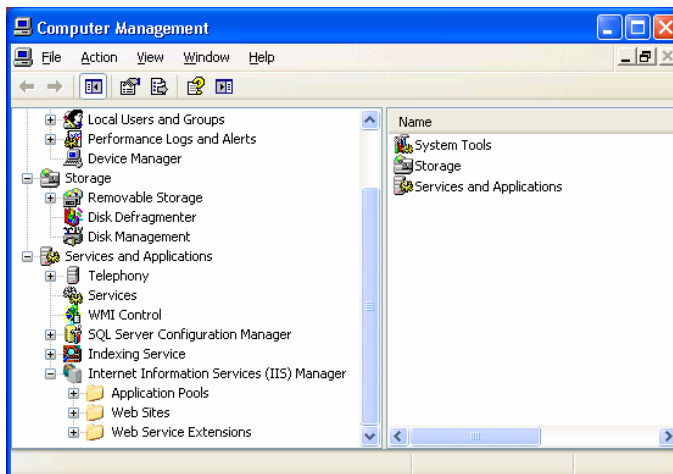 Computer Management
File Action View Window Help
Local Users and Groups
Performance Logs and Alerts
Device Manager
Storage
Removable Storage
Disk Defragmenter
Disk Management
Services and Applications
Telephony
Services
WMI Control
SQL Server Configuration Manager
Indexing Service
Internet Information Services (IIS) Manager
Application Pools
Web Sites
Web Service Extensions
Name
System Tools
Storage
Services and Applications